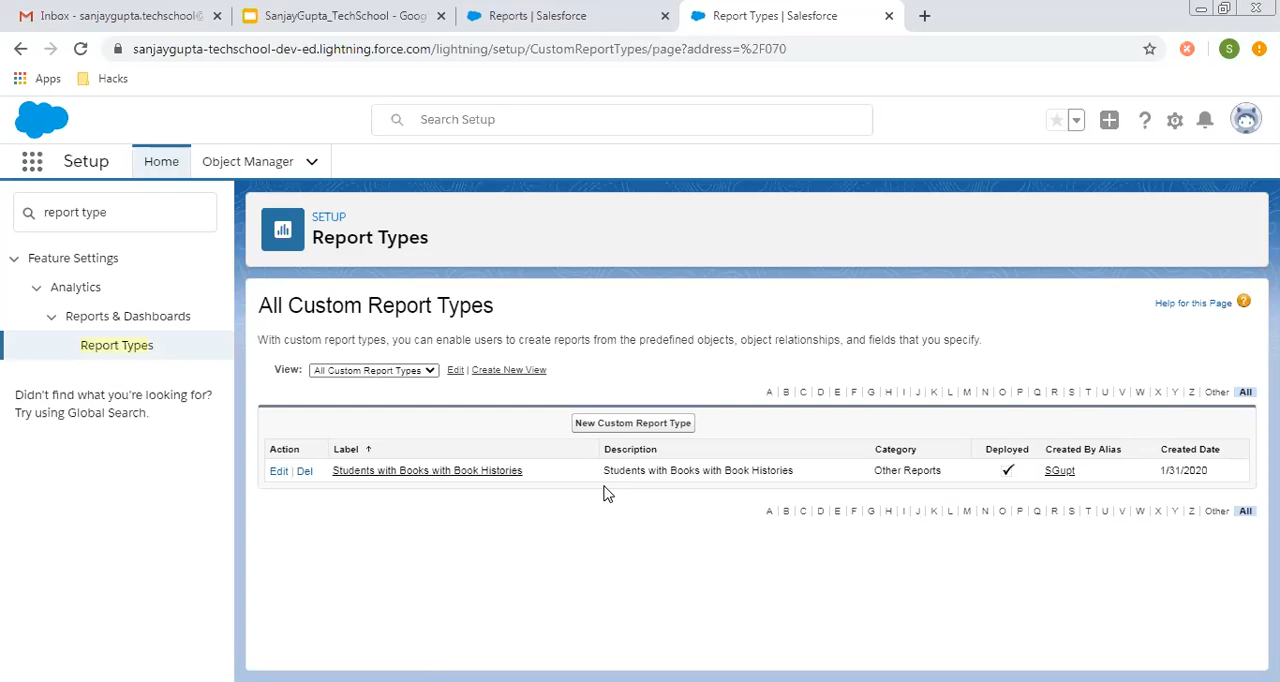 Inbox - sanjaygupta.techschool@ SanjayGupta_TechSchool - Goog Reports | Salesforce Report Types | Salesforce
sanjaygupta-techschool-dev-ed.lightning.force.com/lightning/setup/CustomReportTypes/page?address=%2F070 S
Apps Hacks
Search Setup
Setup Home Object Manager
report type
Feature Settings
Analytics
Reports & Dashboards
Report Types
Didn't find what you're looking for?
Try using Global Search.
SETUP
Report Types
All Custom Report Types
Help for this Page ?
With custom report types, you can enable users to create reports from the predefined objects, object relationships, and fields that you specify.
View: All Custom Report Types Edit | Create New View
A | B | C | D | E | F | G | H | I | J | K | L | M | N | O | P | Q | R | S | T | U | V | W | X | Y | Z | Other All
New Custom Report Type
Action Label ↑ Description Category Deployed Created By Alias Created Date
Edit | Del Students with Books with Book Histories Students with Books with Book Histories Other Reports ✓ SGupt 1/31/2020
A | B | C | D | E | F | G | H | I | J | K | L | M | N | O | P | Q | R | S | T | U | V | W | X | Y | Z | Other All